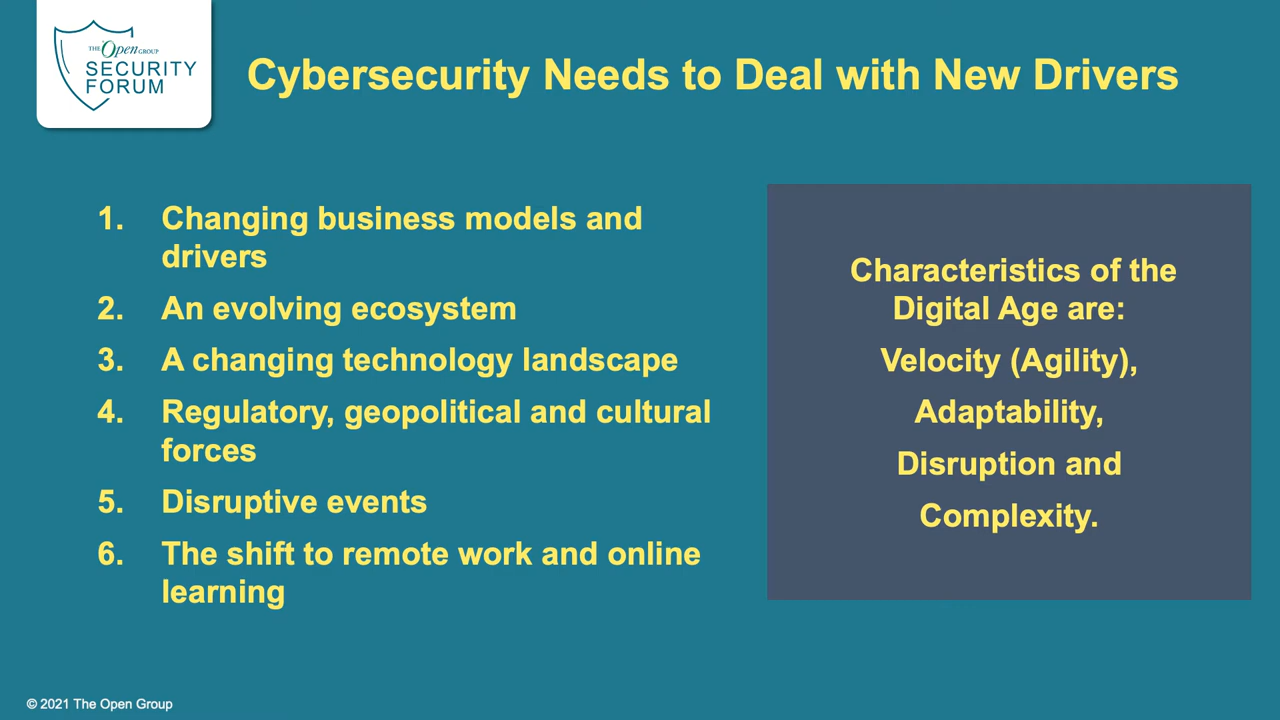 THE Open GROUP
SECURITY
FORUM
Cybersecurity Needs to Deal with New Drivers
1. Changing business models and
drivers
2. An evolving ecosystem
3. A changing technology landscape
4. Regulatory, geopolitical and cultural
forces
5. Disruptive events
6. The shift to remote work and online
learning
Characteristics of the
Digital Age are:
Velocity (Agility),
Adaptability,
Disruption and
Complexity.
© 2021 The Open Group